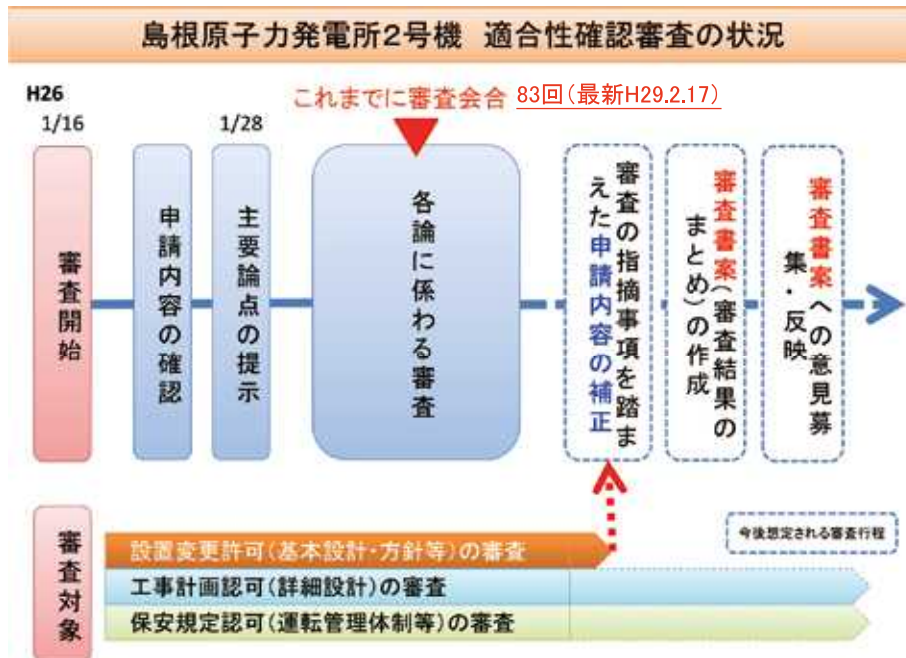 島根原子力発電所2号機 適合性確認審査の状況
H26
1/16
1/28
これまでに審査会合 83回(最新H29.2.17)
審査開始
申請内容の確認
主要論点の提示
各論に係わる審査
審査の指摘事項を踏ま
えた申請内容の補正
審査書案(審査結果の
まとめ)の作成
審査書案への意見募
集・反映
審査対象
設置変更許可(基本設計・方針等)の審査
工事計画認可(詳細設計)の審査
保安規定認可(運転管理体制等)の審査
今後想定される審査行程